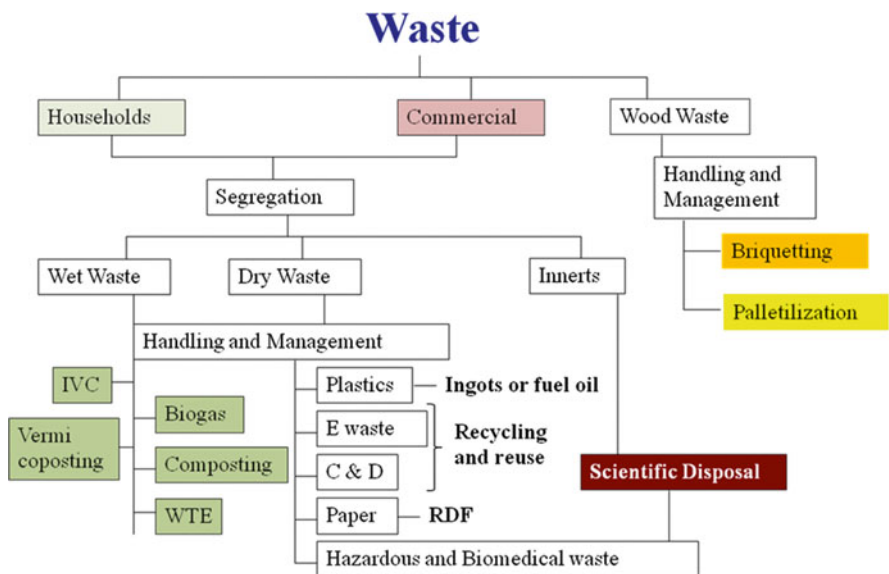 Waste
Households
Commercial
Wood Waste
Handling and
Management
Segregation
Briquetting
Wet Waste
Dry Waste
Innerts
Palletilization
Handling and Management
IVC
Plastics
Ingots or fuel oil
Biogas
E waste
Recycling
and reuse
Vermi
coposting
Composting
C & D
Scientific Disposal
WTE
Paper
RDF
Hazardous and Biomedical waste